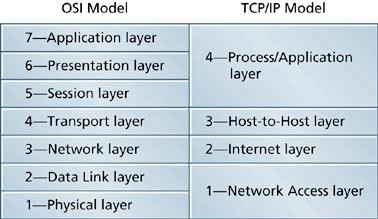 OSI Model
TCP/IP Model
7—Application layer
6—Presentation layer
5—Session layer
4—Transport layer
3—Network layer
2—Data Link layer
1—Physical layer
4—Process/Application
layer
3—Host-to-Host layer
2—Internet layer
1—Network Access layer